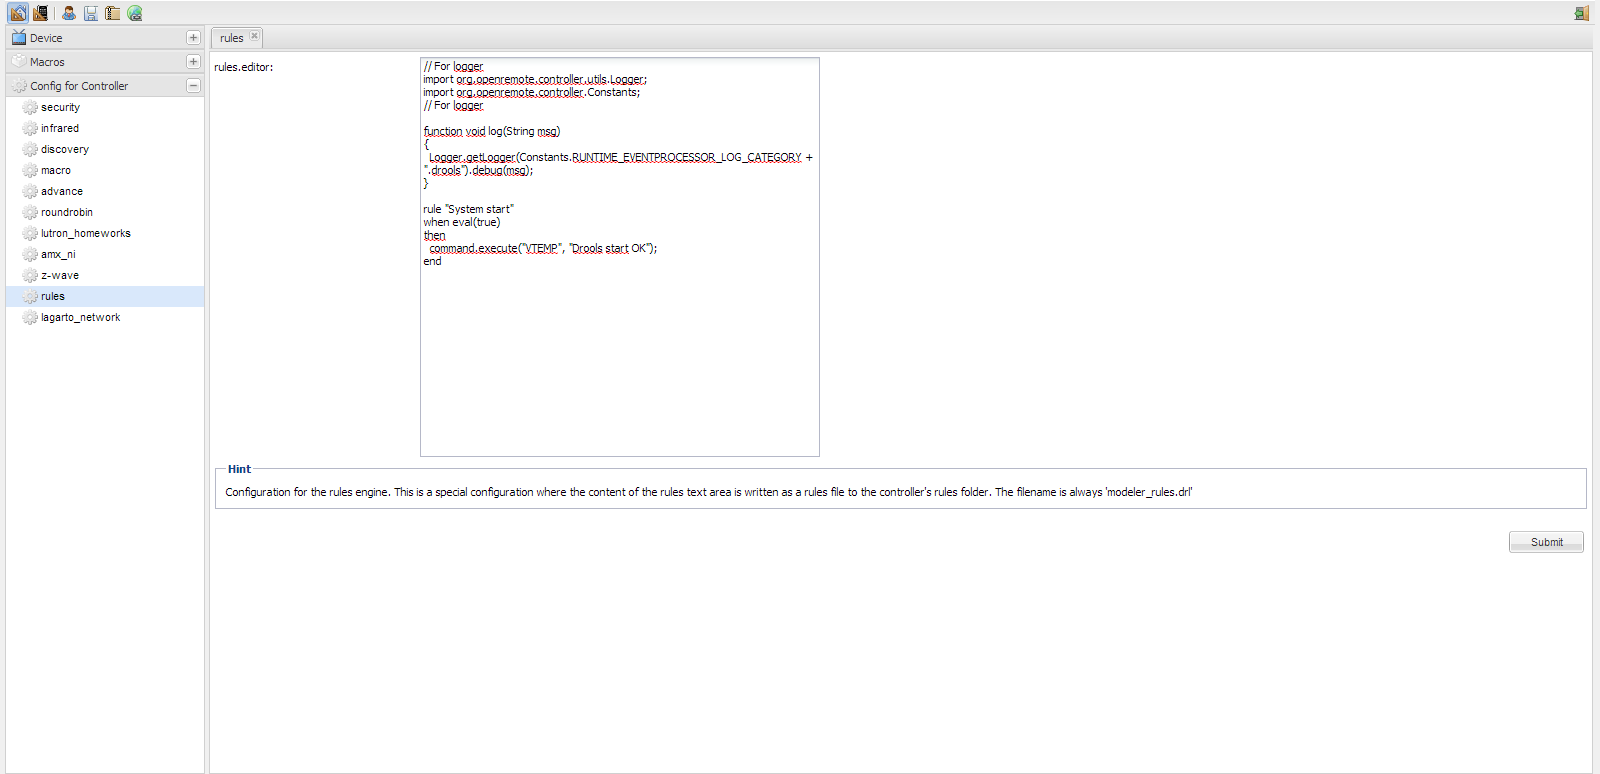 Device
Macros
Config for Controller
security
infrared
discovery
macro
advance
roundrobin
lutron_homeworks
amx_ni
z-wave
rules
lagarto_network
rules
rules.editor:
// For logger
import org.openremote.controller.utils.Logger;
import org.openremote.controller.Constants;
// For logger
function void log(String msg)
{
Logger.getLogger(Constants.RUNTIME_EVENTPROCESSOR_LOG_CATEGORY +
".drools").debug(msg);
}
rule "System start"
when eval(true)
then
command.execute("VTEMP", "Drools start OK");
end
Hint
Configuration for the rules engine. This is a special configuration where the content of the rules text area is written as a rules file to the controller's rules folder. The filename is always 'modeler_rules.drl'
Submit